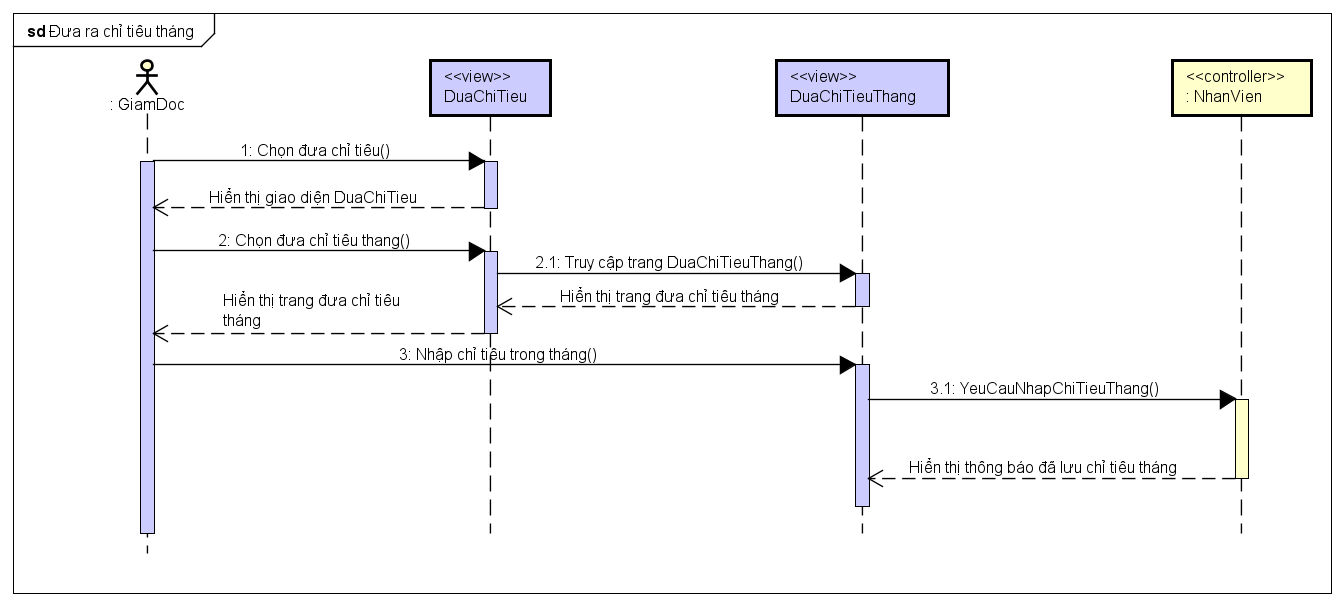 sd Đưa ra chỉ tiêu tháng
: GiamDoc
<<view>>
DuaChiTieu
<<view>>
DuaChiTieuThang
<<controller>>
: NhanVien
1: Chọn đưa chỉ tiêu()
Hiển thị giao diện DuaChiTieu
2: Chọn đưa chỉ tiêu thang()
2.1: Truy cập trang DuaChiTieuThang()
Hiển thị trang đưa chỉ tiêu tháng
Hiển thị trang đưa chỉ tiêu
tháng
3: Nhập chỉ tiêu trong tháng()
3.1: YeuCauNhapChiTieuThang()
Hiển thị thông báo đã lưu chỉ tiêu tháng